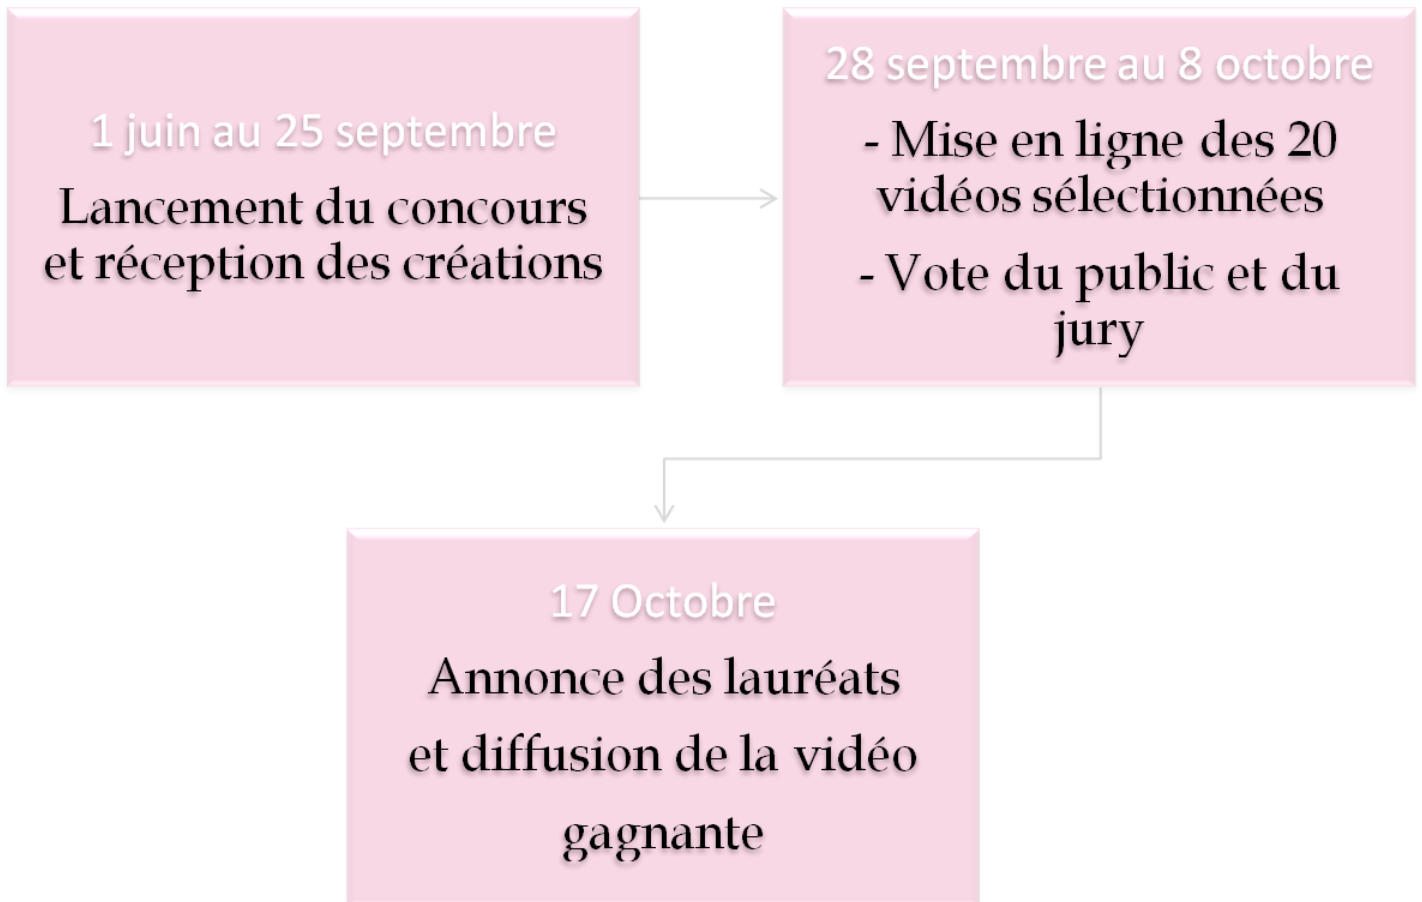 1 juin au 25 septembre
Lancement du concours
et réception des créations
28 septembre au 8 octobre
- Mise en ligne des 20
vidéos sélectionnées
- Vote du public et du
jury
17 Octobre
Annonce des lauréats
et diffusion de la vidéo
gagnante